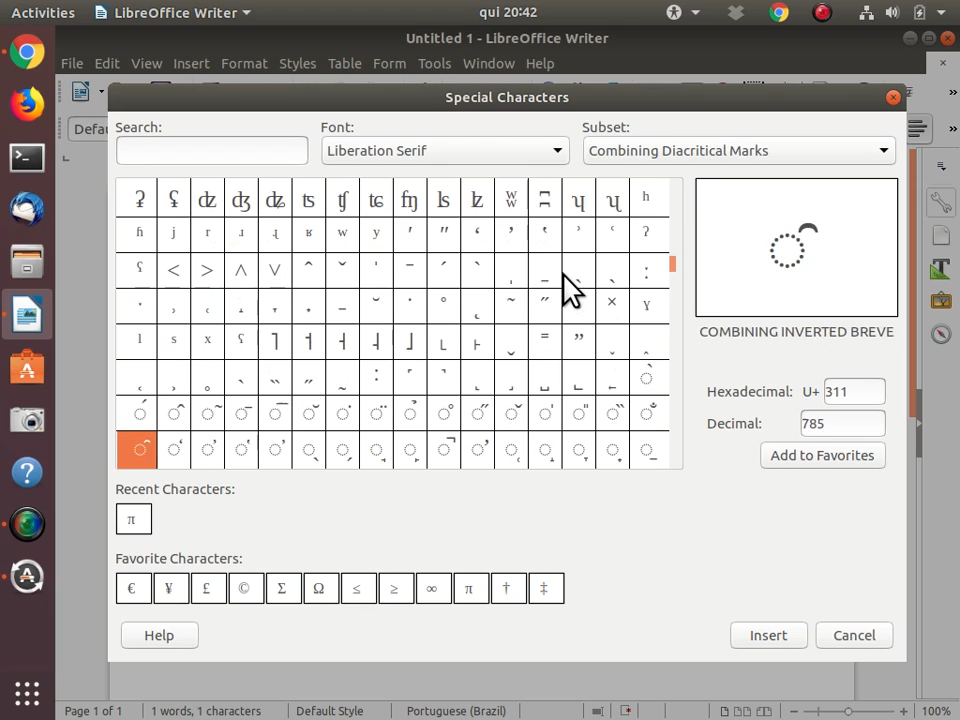 Activities LibreOffice Writer qui 20:42
Untitled 1 - LibreOffice Writer
File Edit View Insert Format Styles Table Form Tools Window Help
Special Characters
Search: Font: Subset:
Liberation Serif Combining Diacritical Marks
COMBINING INVERTED BREVE
Hexadecimal: U+ 311
Decimal: 785
Add to Favorites
Recent Characters:
π
Favorite Characters:
€ ¥ £ © Σ Ω ≤ ≥ ∞ π † ‡
Help Insert Cancel
Page 1 of 1 1 words, 1 characters Default Style Portuguese (Brazil) 100%